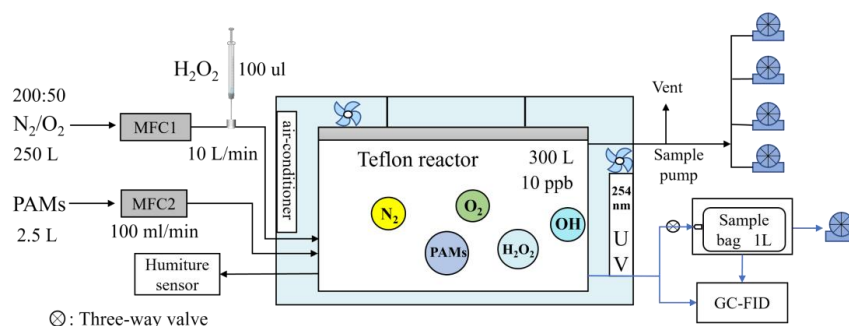 H₂O₂
100 ul
200:50
N₂/O₂
250 L
MFC1
10 L/min
PAMs
2.5 L
MFC2
100 ml/min
Humiture
sensor
air-conditioner
Teflon reactor
300 L
10 ppb
N₂
O₂
OH
PAMs
H₂O₂
254
nm
U
V
Vent
Sample
pump
Sample
bag 1L
GC-FID
⊗: Three-way valve